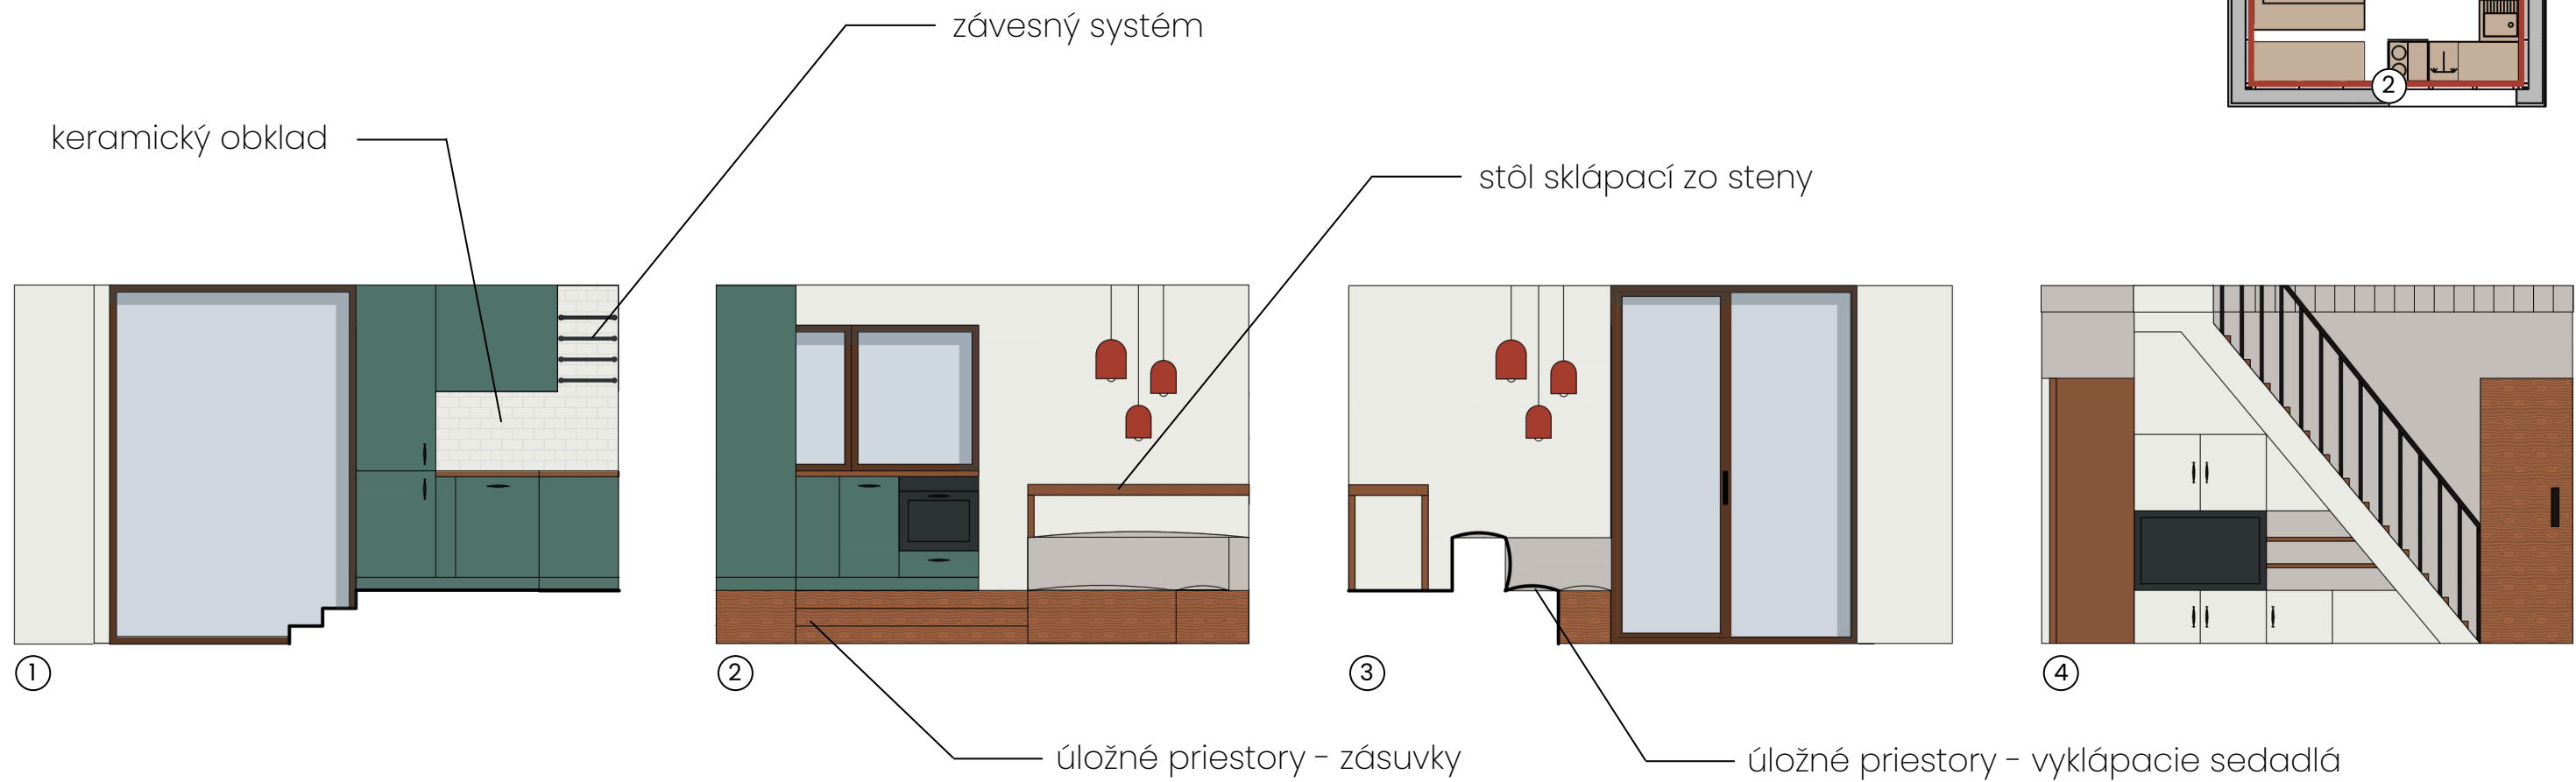 závesný systém
2
keramický obklad
stôl sklápací zo steny
1
2
3
4
úložné priestory - zásuvky
úložné priestory - vyklápacie sedadlá